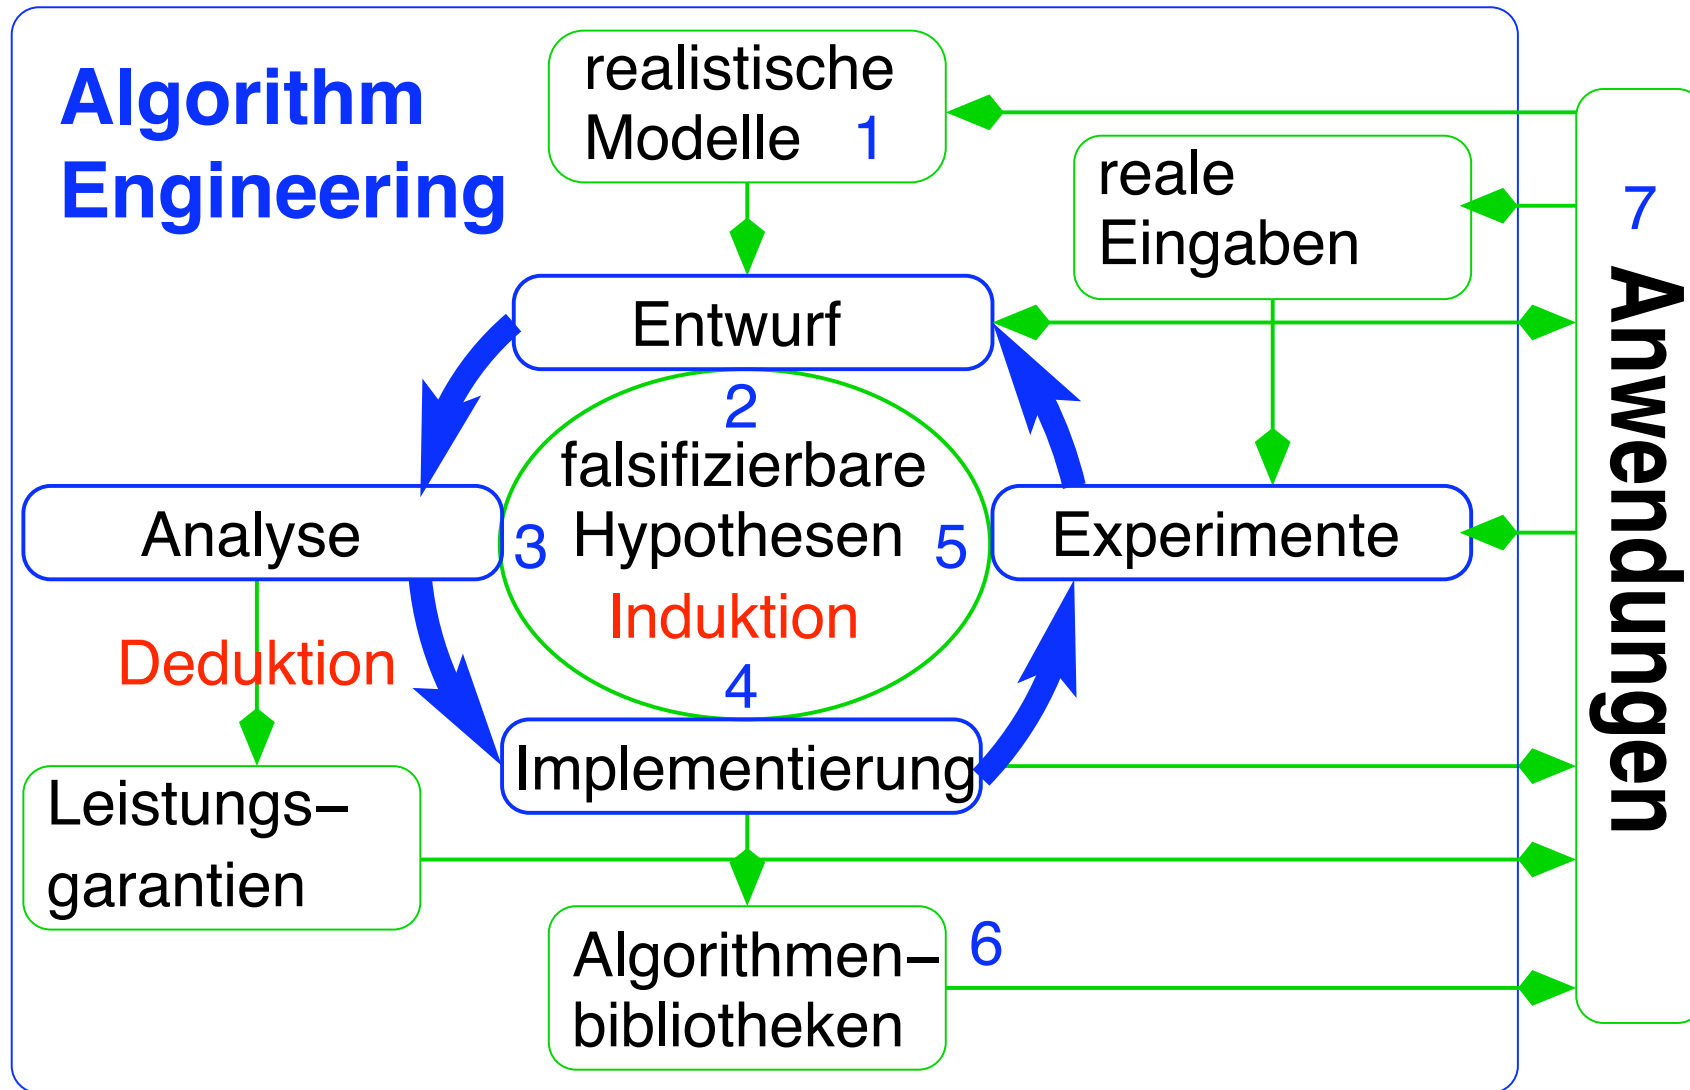 Algorithm
Engineering
realistische
Modelle 1
reale
Eingaben
7 Anwendungen
Entwurf
2
falsifizierbare
Hypothesen
Induktion
3
5
4
Analyse
Experimente
Deduktion
Implementierung
Leistungs–
garantien
Algorithmen–
bibliotheken
6